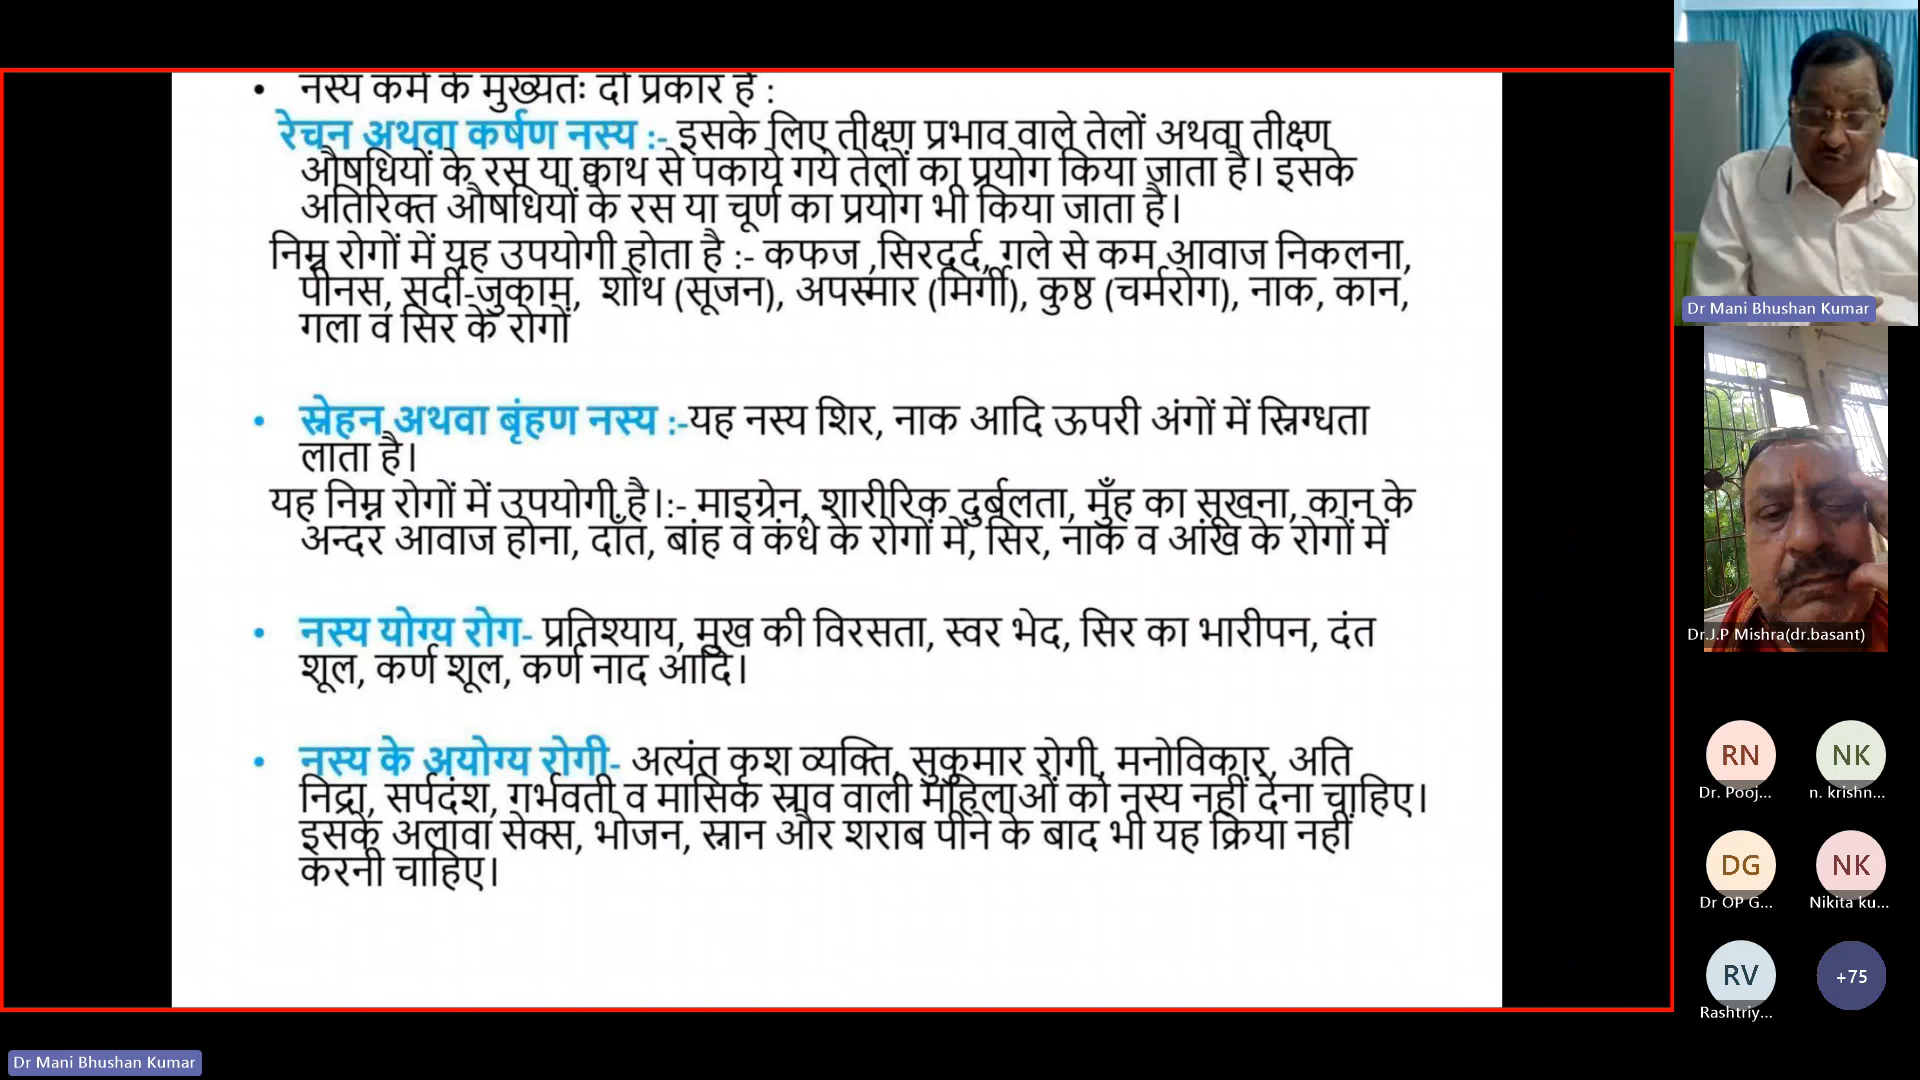 • नस्य कर्म के मुख्यतः दो प्रकार हैं :
रेचन अथवा कर्षण नस्य :- इसके लिए तीक्ष्ण प्रभाव वाले तेलों अथवा तीक्ष्ण
औषधियों के रस या क्वाथ से पकाये गये तेलों का प्रयोग किया जाता है। इसके
अतिरिक्त औषधियों के रस या चूर्ण का प्रयोग भी किया जाता है।
निम्न रोगों में यह उपयोगी होता है :- कफज ,सिरदर्द, गले से कम आवाज निकलना,
पीनस, सर्दी-जुकाम, शोथ (सूजन), अपस्मार (मिर्गी), कुष्ठ (चर्मरोग), नाक, कान,
गला व सिर के रोगों
• स्नेहन अथवा बृंहण नस्य :-यह नस्य शिर, नाक आदि ऊपरी अंगों में स्निग्धता
लाता है।
यह निम्न रोगों में उपयोगी है।:- माइग्रेन, शारीरिक दुर्बलता, मुँह का सूखना, कान के
अन्दर आवाज होना, दाँत, बांह व कंधे के रोगों में, सिर, नाक व आंख के रोगों में
• नस्य योग्य रोग- प्रतिश्याय, मुख की विरसता, स्वर भेद, सिर का भारीपन, दंत
शूल, कर्ण शूल, कर्ण नाद आदि।
• नस्य के अयोग्य रोगी- अत्यंत कृश व्यक्ति, सुकुमार रोगी, मनोविकार, अति
निद्रा, सर्पदंश, गर्भवती व मासिक स्राव वाली महिलाओं को नस्य नहीं देना चाहिए।
इसके अलावा सेक्स, भोजन, स्नान और शराब पीने के बाद भी यह क्रिया नहीं
करनी चाहिए।
Dr Mani Bhushan Kumar
Dr.J.P Mishra(dr.basant)
RN NK
Dr. Pooj... n. krishn...
DG NK
Dr OP G... Nikita ku...
RV +75
Rashtriy...
Dr Mani Bhushan Kumar